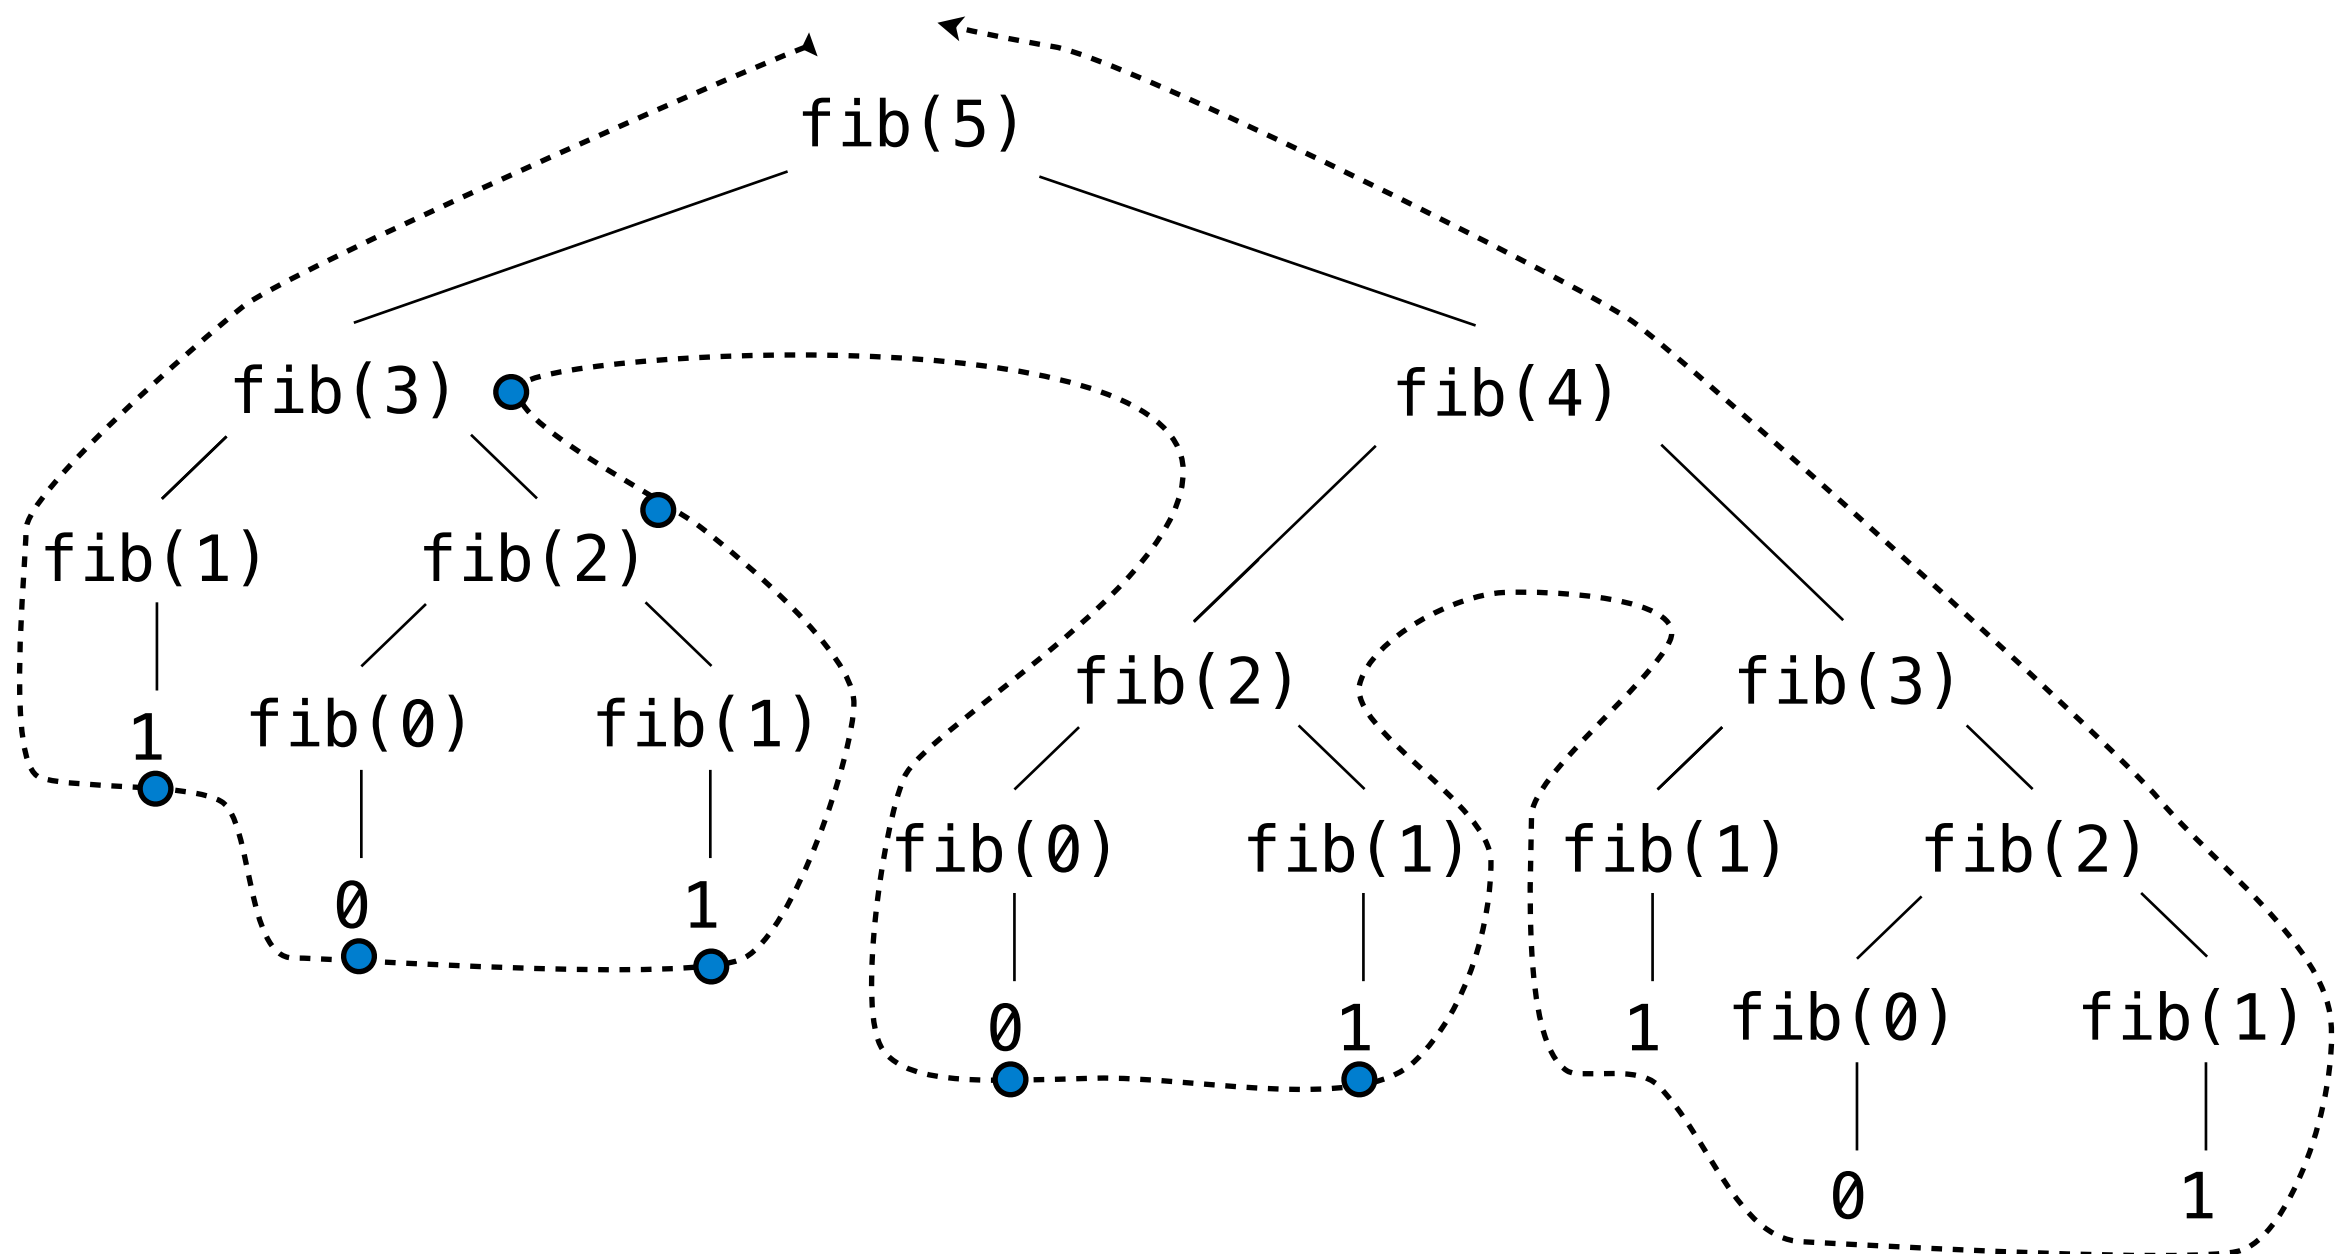 fib(5)
fib(3) fib(4)
fib(1) fib(2)
fib(2) fib(3)
1 fib(0) fib(1)
fib(0) fib(1) fib(1) fib(2)
0 1
0 1 1 fib(0) fib(1)
0 1